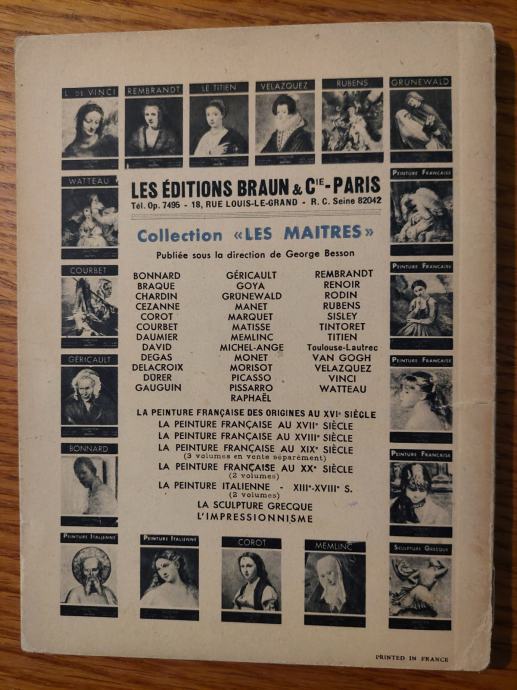 L. DE VINCI
REMBRANDT
LE TITIEN
VELAZQUEZ
RUBENS
GRUNEWALD
WATTEAU
PEINTURE FRANÇAISE
LES ÉDITIONS BRAUN & CIE - PARIS
Tél. Op. 7495 - 18, RUE LOUIS-LE-GRAND - R. C. Seine 82042
Collection « LES MAITRES »
Publiée sous la direction de George Besson
COURBET
PEINTURE FRANÇAISE
BONNARD GÉRICAULT REMBRANDT
BRAQUE GOYA RENOIR
CHARDIN GRUNEWALD RODIN
CEZANNE MANET RUBENS
COROT MARQUET SISLEY
COURBET MATISSE TINTORET
DAUMIER MEMLINC TITIEN
DAVID MICHEL-ANGE Toulouse-Lautrec
DEGAS MONET VAN GOGH
DELACROIX MORISOT VELAZQUEZ
DÜRER PICASSO VINCI
GAUGUIN PISSARRO WATTEAU
RAPHAËL
GÉRICAULT
PEINTURE FRANÇAISE
LA PEINTURE FRANÇAISE DES ORIGINES AU XVIe SIÈCLE
LA PEINTURE FRANÇAISE AU XVIIe SIÈCLE
LA PEINTURE FRANÇAISE AU XVIIIe SIÈCLE
LA PEINTURE FRANÇAISE AU XIXe SIÈCLE
(3 volumes en vente séparément)
LA PEINTURE FRANÇAISE AU XXe SIÈCLE
(2 volumes)
LA PEINTURE ITALIENNE - XIIIe-XVIIIe S.
(2 volumes)
LA SCULPTURE GRECQUE
L'IMPRESSIONNISME
BONNARD
PEINTURE FRANÇAISE
PEINTURE ITALIENNE
PEINTURE ITALIENNE
COROT
MEMLINC
SCULPTURE GRECQUE
PRINTED IN FRANCE